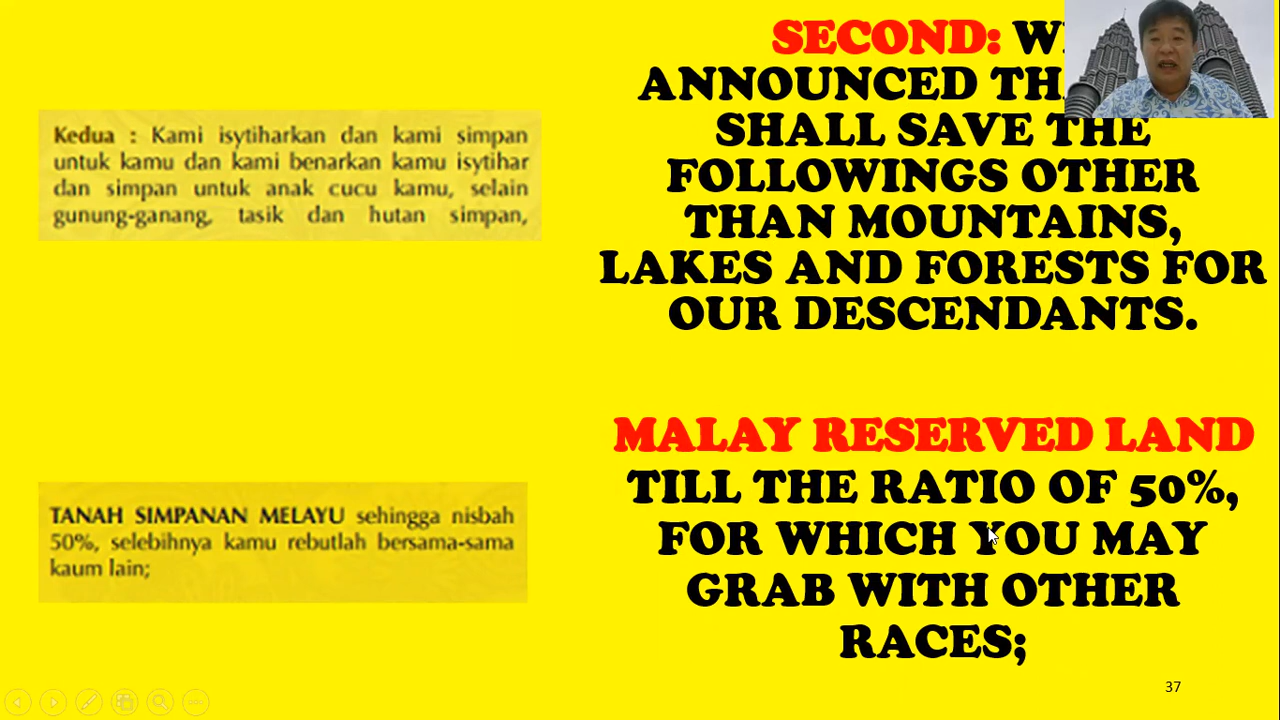 Kedua : Kami isytiharkan dan kami simpan
untuk kamu dan kami benarkan kamu isytihar
dan simpan untuk anak cucu kamu, selain
gunung-ganang, tasik dan hutan simpan,
TANAH SIMPANAN MELAYU sehingga nisbah
50%, selebihnya kamu rebutlah bersama-sama
kaum lain;
SECOND:
ANNOUNCED
SHALL SAVE THE
FOLLOWINGS OTHER
THAN MOUNTAINS,
LAKES AND FORESTS FOR
OUR DESCENDANTS.
MALAY RESERVED LAND
TILL THE RATIO OF 50%,
FOR WHICH YOU MAY
GRAB WITH OTHER
RACES;
37